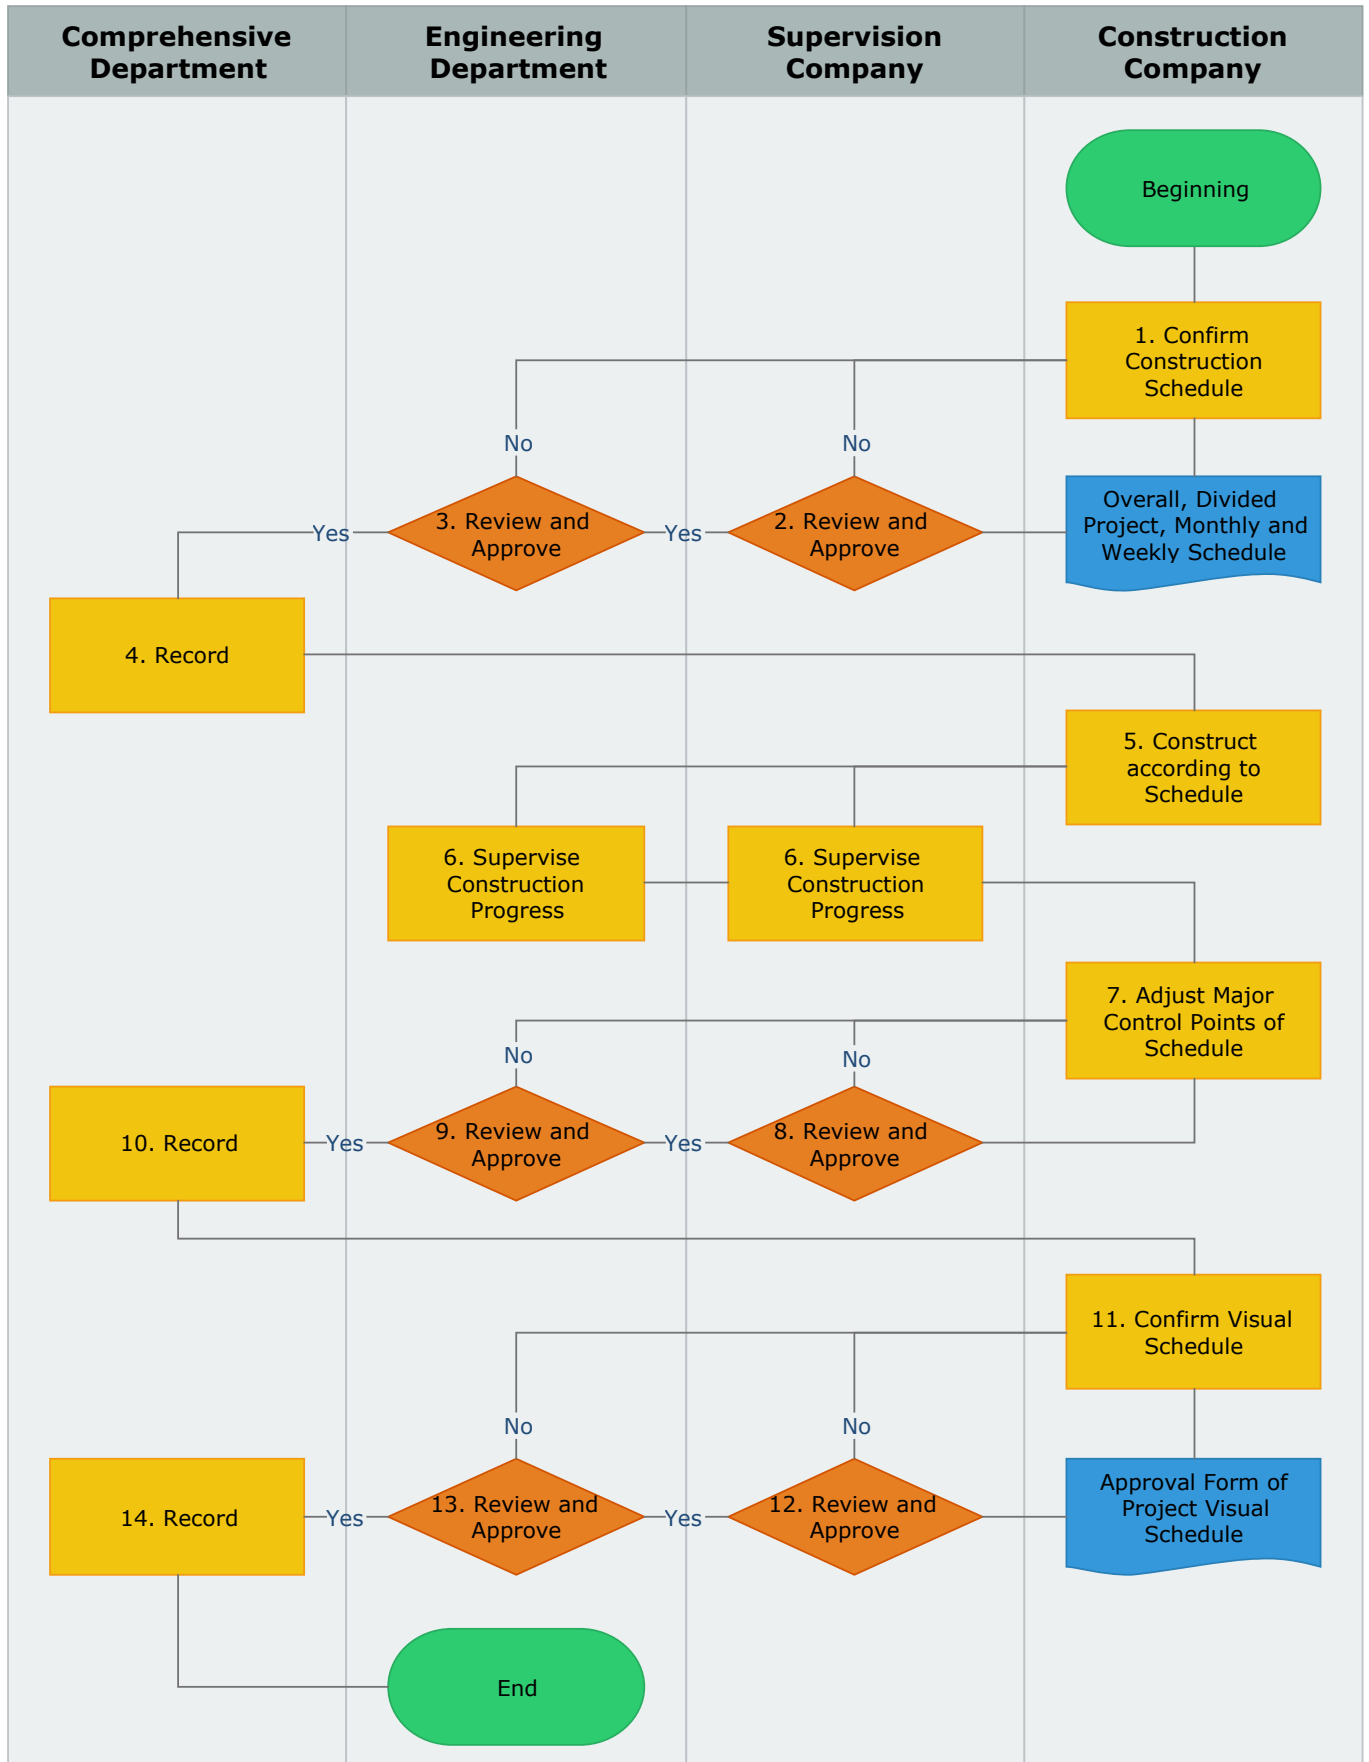 Comprehensive
Department
Engineering
Department
Supervision
Company
Construction
Company
Beginning
1. Confirm
Construction
Schedule
No
No
Overall, Divided
Project, Monthly and
Weekly Schedule
2. Review and
Approve
Yes
3. Review and
Approve
Yes
4. Record
5. Construct
according to
Schedule
6. Supervise
Construction
Progress
6. Supervise
Construction
Progress
7. Adjust Major
Control Points of
Schedule
No
No
8. Review and
Approve
Yes
9. Review and
Approve
Yes
10. Record
11. Confirm Visual
Schedule
No
No
Approval Form of
Project Visual
Schedule
12. Review and
Approve
Yes
13. Review and
Approve
Yes
14. Record
End